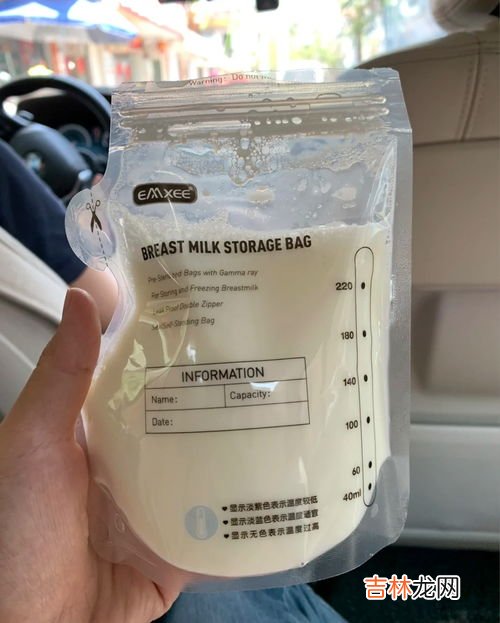 Warning: Do no
EMXEE
BREAST MILK STORAGE BAG
Pre-Sterilized Bags with Gamma ray
For Storing and Freezing Breastmilk
Leak Proof Double Zipper
Self-Standing Bag
220
180
140
100
60
40ml
INFORMATION
Name:
Capacity:
Date:
显示淡紫色表示温度较低
显示淡蓝色表示温度适宜
显示无色表示温度过高
吉林龙网